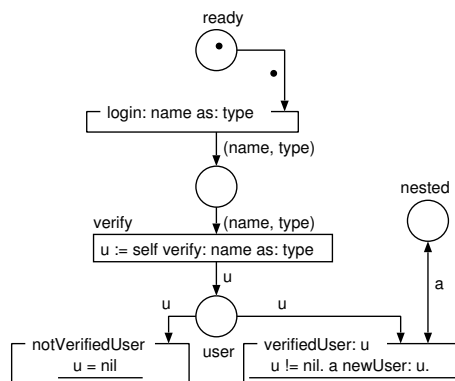 ready
login: name as: type
(name, type)
nested
(name, type)
verify
u := self verify: name as: type
u
a
u
u
user
notVerifiedUser
u = nil
verifiedUser: u
u != nil. a newUser: u.